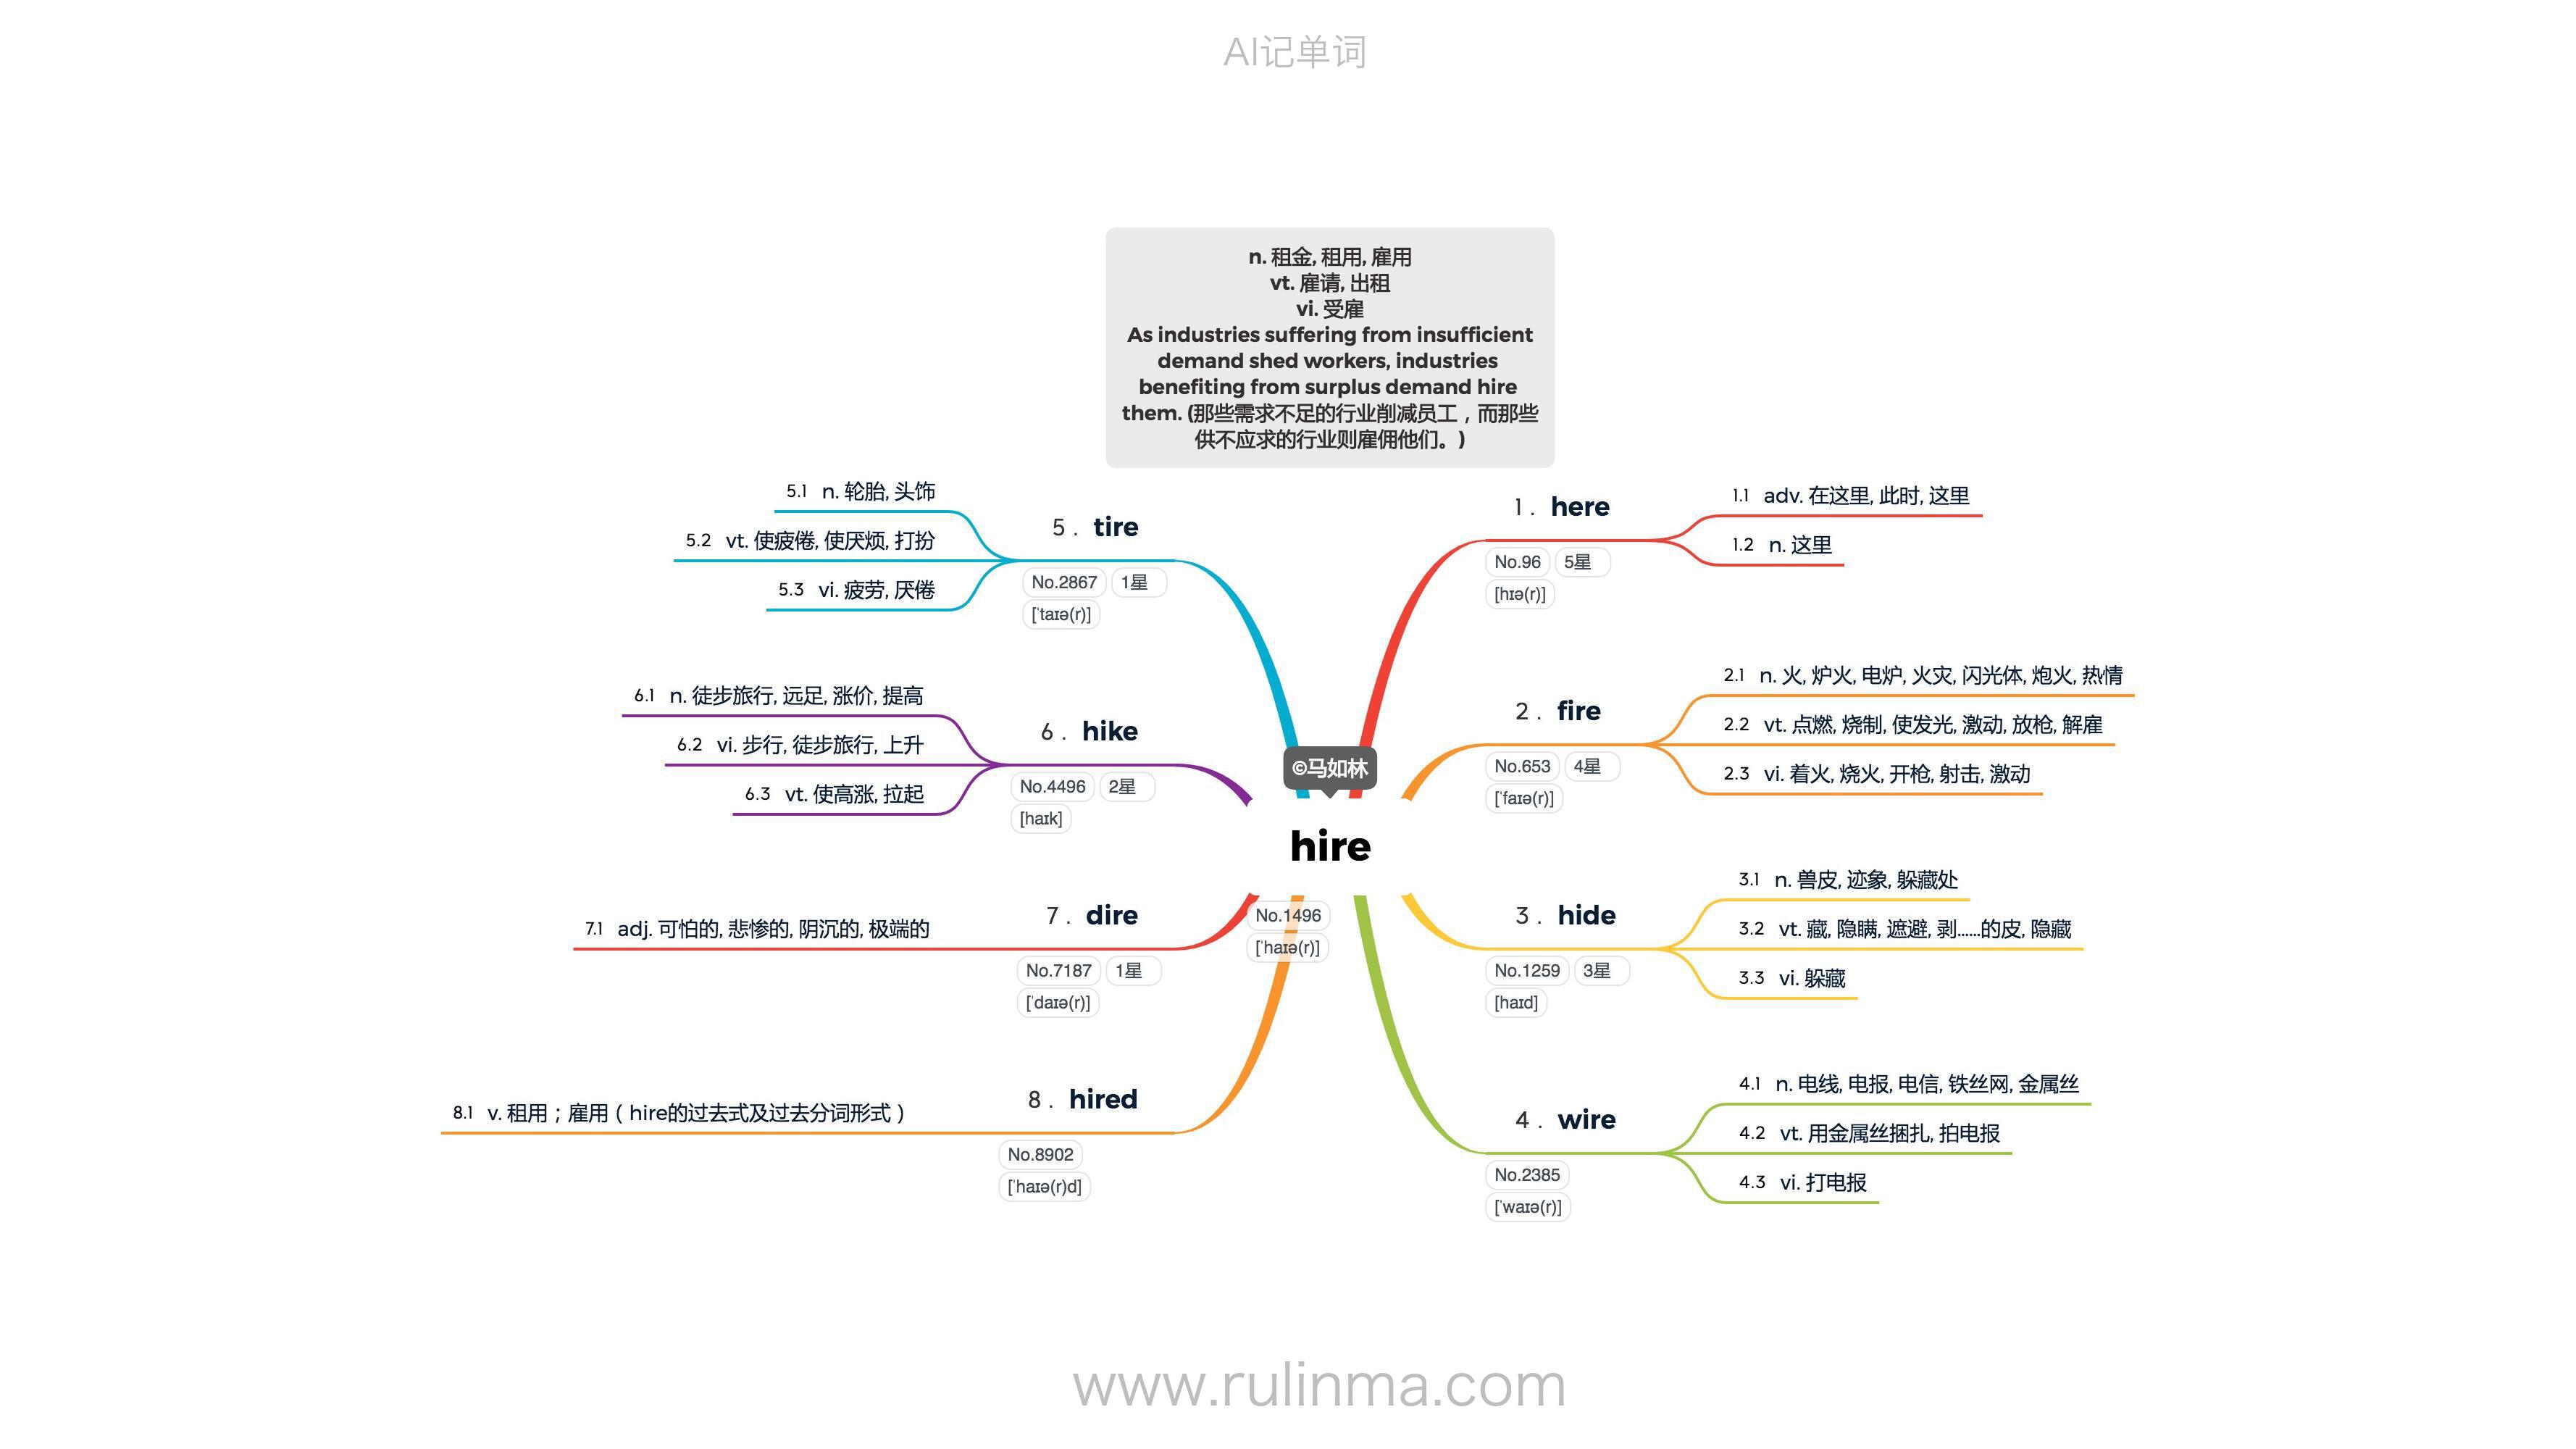 AI记单词
n. 租金, 租用, 雇用
vt. 雇请, 出租
vi. 受雇
As industries suffering from insufficient
demand shed workers, industries
benefiting from surplus demand hire
them. (那些需求不足的行业削减员工，而那些
供不应求的行业则雇佣他们。)
©马如林
hire
No.1496
['haɪə(r)]
1. here
No.96 5星
[hɪə(r)]
1.1 adv. 在这里, 此时, 这里
1.2 n. 这里
2. fire
No.653 4星
['faɪə(r)]
2.1 n. 火, 炉火, 电炉, 火灾, 闪光体, 炮火, 热情
2.2 vt. 点燃, 烧制, 使发光, 激动, 放枪, 解雇
2.3 vi. 着火, 烧火, 开枪, 射击, 激动
3. hide
No.1259 3星
[haɪd]
3.1 n. 兽皮, 迹象, 躲藏处
3.2 vt. 藏, 隐瞒, 遮避, 剥……的皮, 隐藏
3.3 vi. 躲藏
4. wire
No.2385
['waɪə(r)]
4.1 n. 电线, 电报, 电信, 铁丝网, 金属丝
4.2 vt. 用金属丝捆扎, 拍电报
4.3 vi. 打电报
5. tire
No.2867 1星
['taɪə(r)]
5.1 n. 轮胎, 头饰
5.2 vt. 使疲倦, 使厌烦, 打扮
5.3 vi. 疲劳, 厌倦
6. hike
No.4496 2星
[haɪk]
6.1 n. 徒步旅行, 远足, 涨价, 提高
6.2 vi. 步行, 徒步旅行, 上升
6.3 vt. 使高涨, 拉起
7. dire
No.7187 1星
['daɪə(r)]
7.1 adj. 可怕的, 悲惨的, 阴沉的, 极端的
8. hired
No.8902
['haɪə(r)d]
8.1 v. 租用；雇用（hire的过去式及过去分词形式）
www.rulinma.com